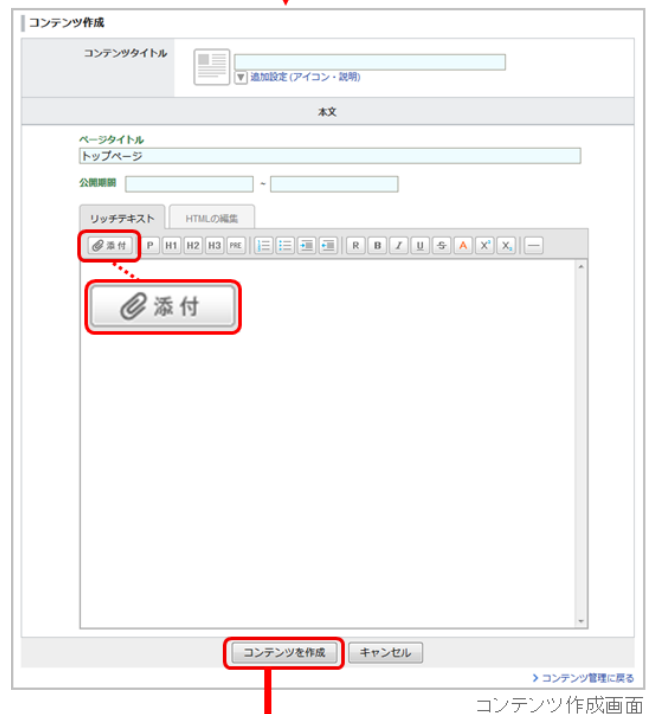 コンテンツ作成
コンテンツタイトル
追加設定(アイコン・説明)
本文
ページタイトル
トップページ
公開期間 ~
リッチテキスト HTMLの編集
添付 P H1 H2 H3 PRE R B I U S A X² X₂
添付
コンテンツを作成 キャンセル
コンテンツ管理に戻る
コンテンツ作成画面